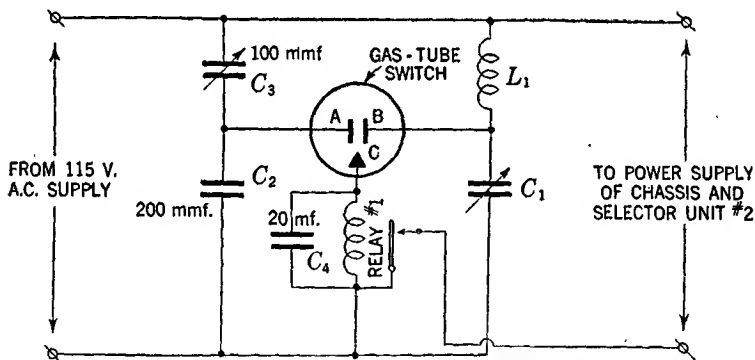 100 mmf
C3
GAS-TUBE
SWITCH
L1
A
B
C
FROM 115 V.
A.C. SUPPLY
C2
200 mmf.
20 mf.
C4
RELAY #1
C1
TO POWER SUPPLY
OF CHASSIS AND
SELECTOR UNIT #2